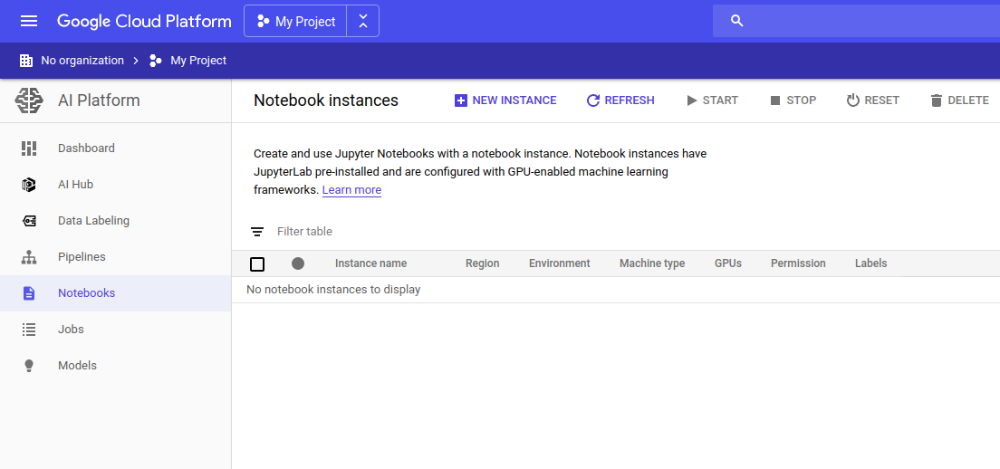 Google Cloud Platform
My Project
No organization
My Project
AI Platform
Dashboard
AI Hub
Data Labeling
Pipelines
Notebooks
Jobs
Models
Notebook instances
NEW INSTANCE
REFRESH
START
STOP
RESET
DELETE
Create and use Jupyter Notebooks with a notebook instance. Notebook instances have
JupyterLab pre-installed and are configured with GPU-enabled machine learning
frameworks. Learn more
Filter table
Instance name Region Environment Machine type GPUs Permission Labels
No notebook instances to display